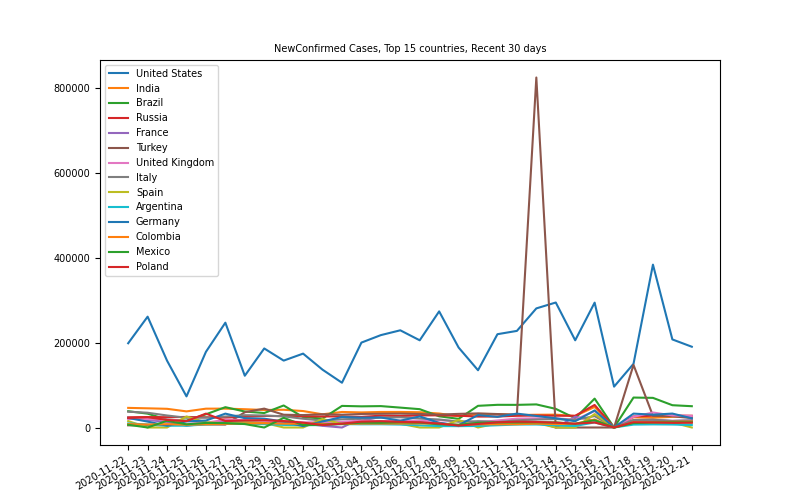 NewConfirmed Cases, Top 15 countries, Recent 30 days
800000
600000
400000
200000
0
United States
India
Brazil
Russia
France
Turkey
United Kingdom
Italy
Spain
Argentina
Germany
Colombia
Mexico
Poland
2020-11-22
2020-11-23
2020-11-24
2020-11-25
2020-11-26
2020-11-27
2020-11-28
2020-11-29
2020-11-30
2020-12-01
2020-12-02
2020-12-03
2020-12-04
2020-12-05
2020-12-06
2020-12-07
2020-12-08
2020-12-09
2020-12-10
2020-12-11
2020-12-12
2020-12-13
2020-12-14
2020-12-15
2020-12-16
2020-12-17
2020-12-18
2020-12-19
2020-12-20
2020-12-21